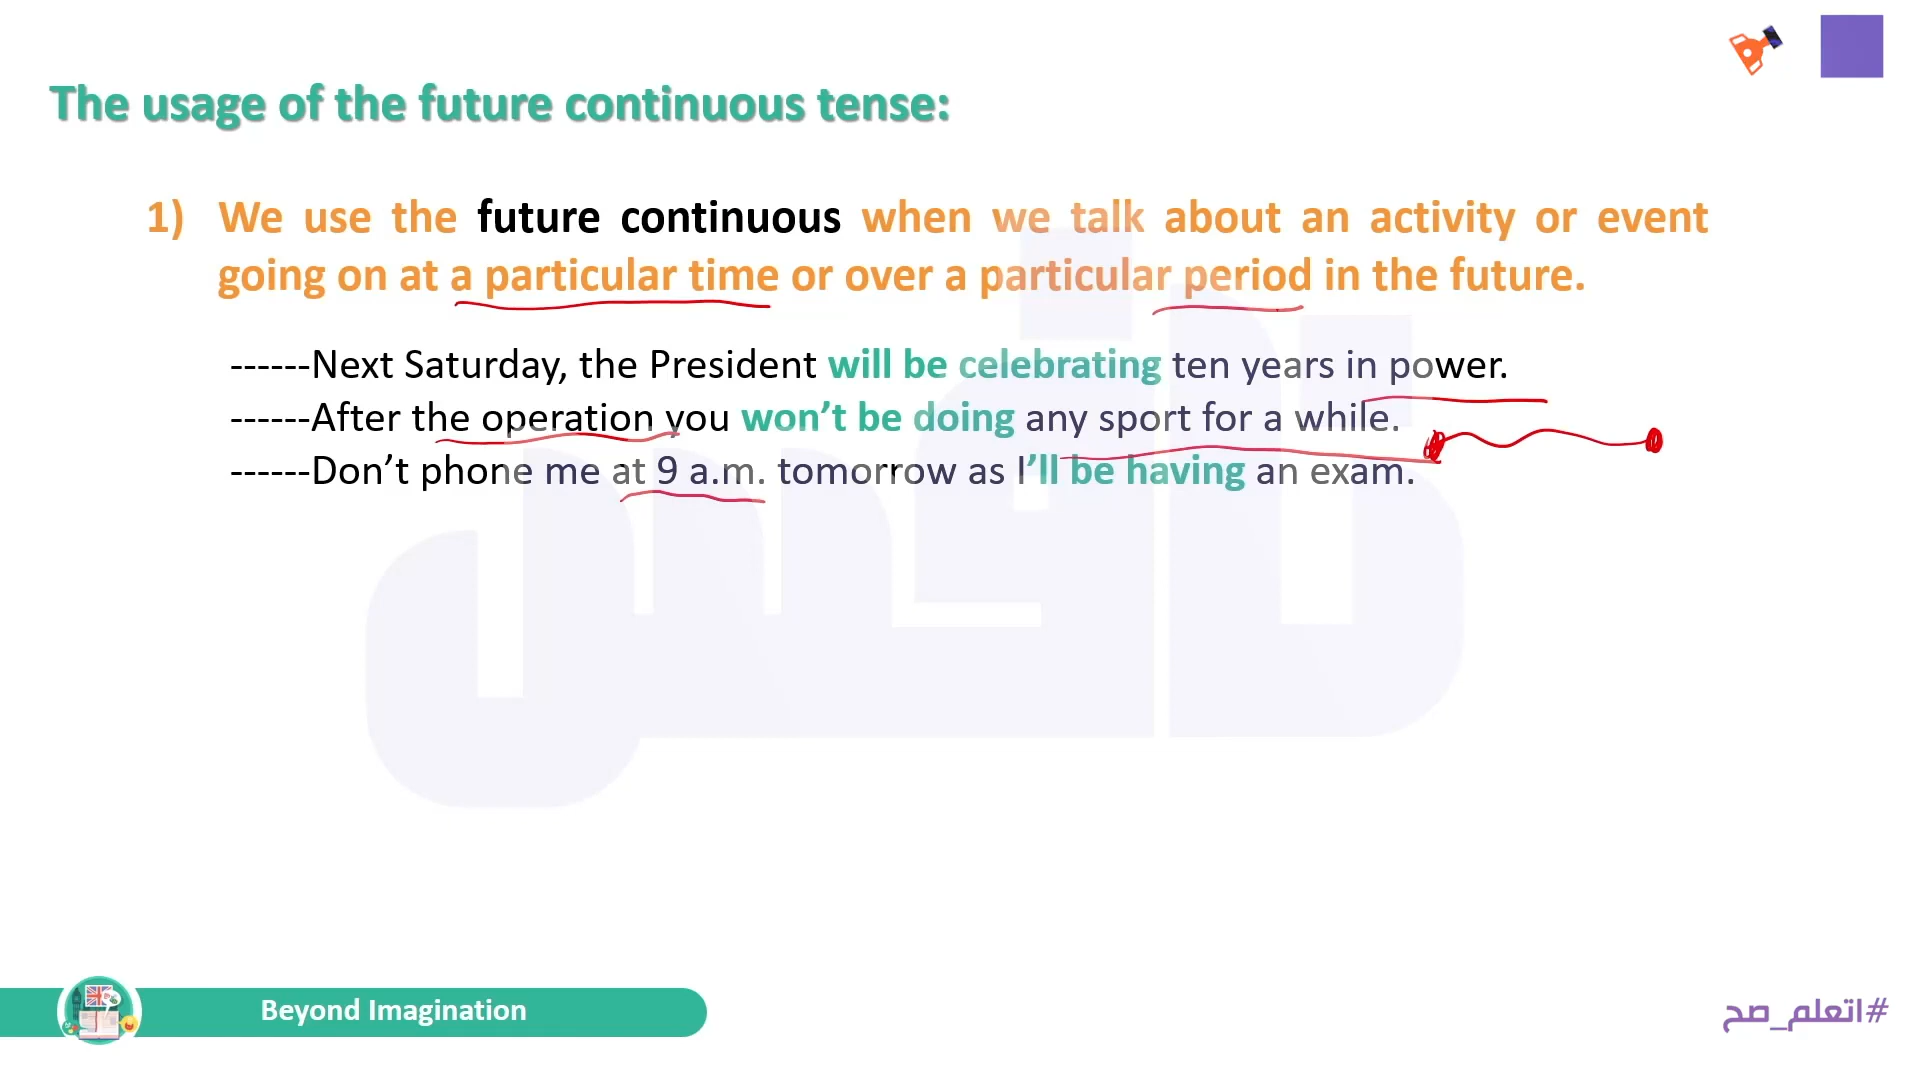 The usage of the future continuous tense:
1) We use the future continuous when we talk about an activity or event
going on at a particular time or over a particular period in the future.
------Next Saturday, the President will be celebrating ten years in power.
------After the operation you won’t be doing any sport for a while.
------Don’t phone me at 9 a.m. tomorrow as I’ll be having an exam.
نافس
Beyond Imagination
#اتعلم_صح